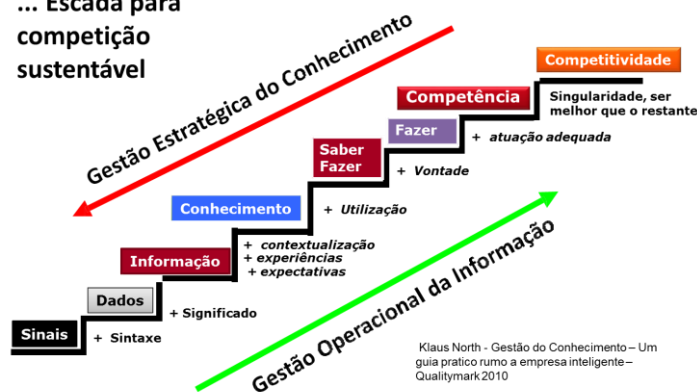 ... Escada para
competição
sustentável
Gestão Estratégica do Conhecimento
Competitividade
Singularidade, ser
melhor que o restante
Competência
+ atuação adequada
Fazer
+ Vontade
Saber
Fazer
+ Utilização
Conhecimento
+ contextualização
+ experiências
+ expectativas
Informação
+ Significado
Dados
+ Sintaxe
Sinais
Gestão Operacional da Informação
Klaus North - Gestão do Conhecimento – Um
guia pratico rumo a empresa inteligente –
Qualitymark 2010